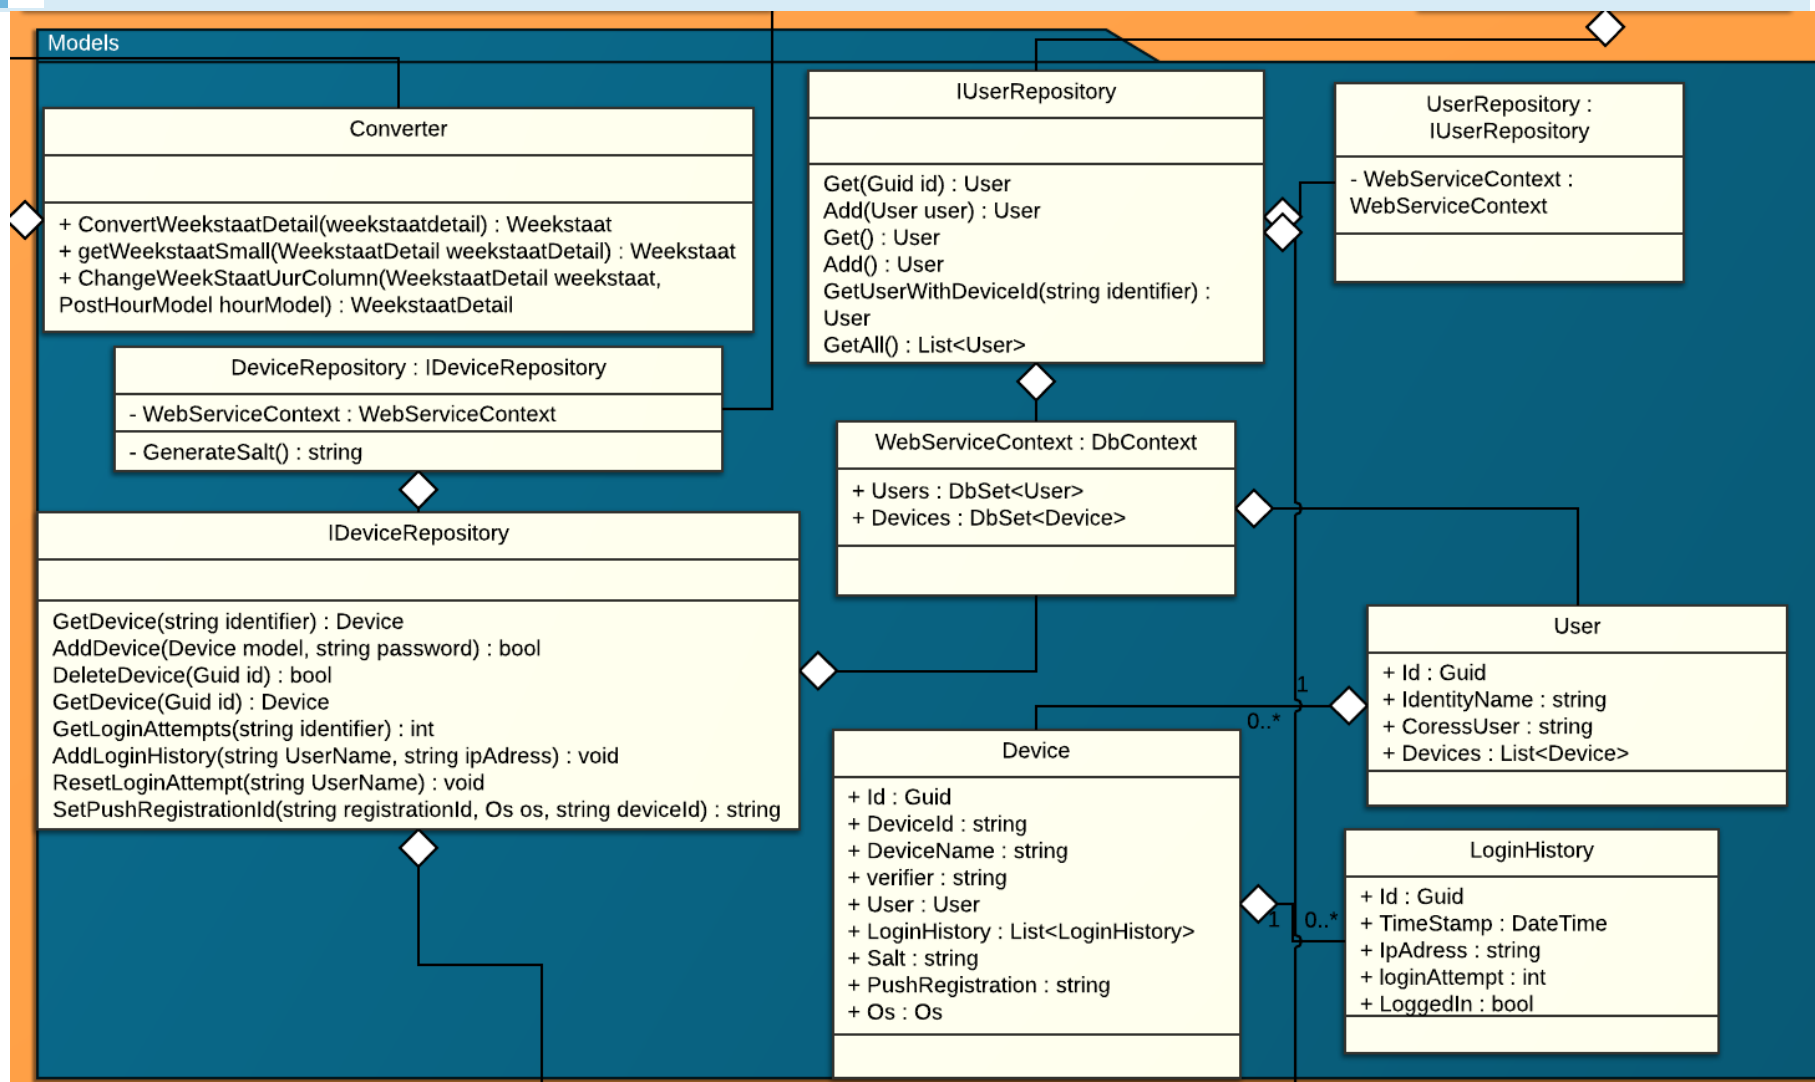 Models
Converter
+ ConvertWeekstaatDetail(weekstaatdetail) : Weekstaat
+ getWeekstaatSmall(WeekstaatDetail weekstaatDetail) : Weekstaat
+ ChangeWeekStaatUurColumn(WeekstaatDetail weekstaat,
PostHourModel hourModel) : WeekstaatDetail
DeviceRepository : IDeviceRepository
- WebServiceContext : WebServiceContext
- GenerateSalt() : string
IDeviceRepository
GetDevice(string identifier) : Device
AddDevice(Device model, string password) : bool
DeleteDevice(Guid id) : bool
GetDevice(Guid id) : Device
GetLoginAttempts(string identifier) : int
AddLoginHistory(string UserName, string ipAdress) : void
ResetLoginAttempt(string UserName) : void
SetPushRegistrationId(string registrationId, Os os, string deviceId) : string
IUserRepository
Get(Guid id) : User
Add(User user) : User
Get() : User
Add() : User
GetUserWithDeviceId(string identifier) :
User
GetAll() : List<User>
UserRepository :
IUserRepository
- WebServiceContext :
WebServiceContext
WebServiceContext : DbContext
+ Users : DbSet<User>
+ Devices : DbSet<Device>
User
+ Id : Guid
+ IdentityName : string
+ CoressUser : string
+ Devices : List<Device>
1
0..*
Device
+ Id : Guid
+ DeviceId : string
+ DeviceName : string
+ verifier : string
+ User : User
+ LoginHistory : List<LoginHistory>
+ Salt : string
+ PushRegistration : string
+ Os : Os
1
0..*
LoginHistory
+ Id : Guid
+ TimeStamp : DateTime
+ IpAdress : string
+ loginAttempt : int
+ LoggedIn : bool